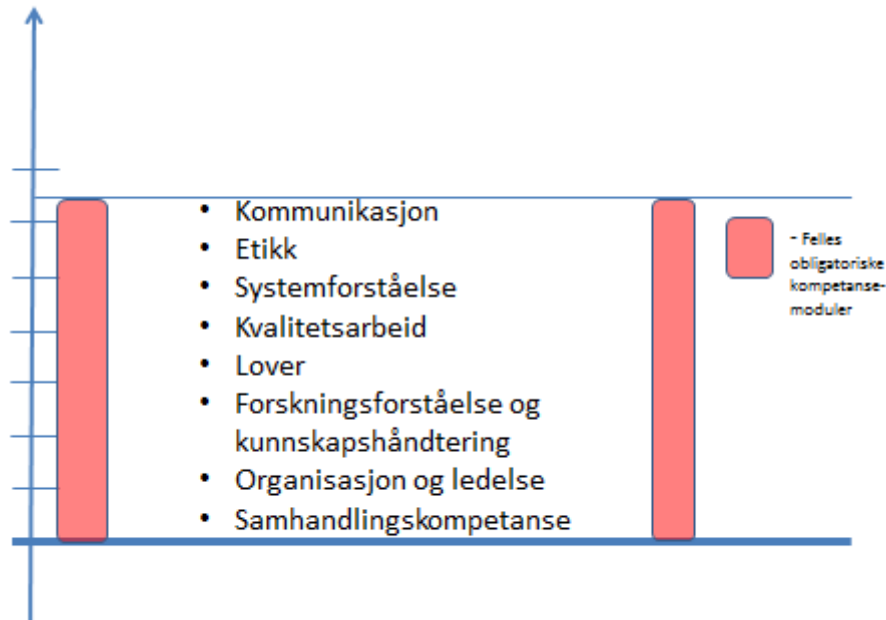 • Kommunikasjon
• Etikk
• Systemforståelse
• Kvalitetsarbeid
• Lover
• Forskningsforståelse og
kunnskapshåndtering
• Organisasjon og ledelse
• Samhandlingskompetanse
- Felles
obligatoriske
kompetanse-
moduler